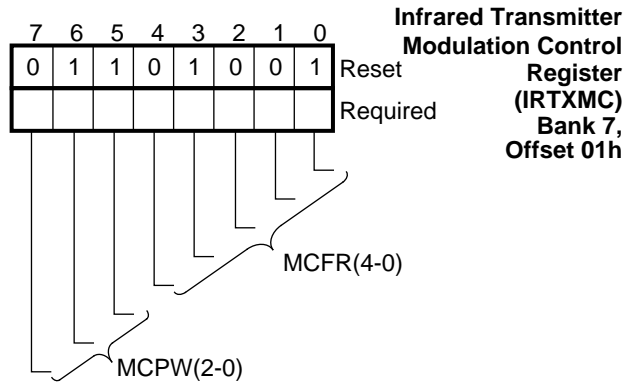 Infrared Transmitter
Modulation Control
Register
(IRTXMC)
Bank 7,
Offset 01h
7 6 5 4 3 2 1 0
0 1 1 0 1 0 0 1 Reset
Required
MCFR(4-0)
MCPW(2-0)